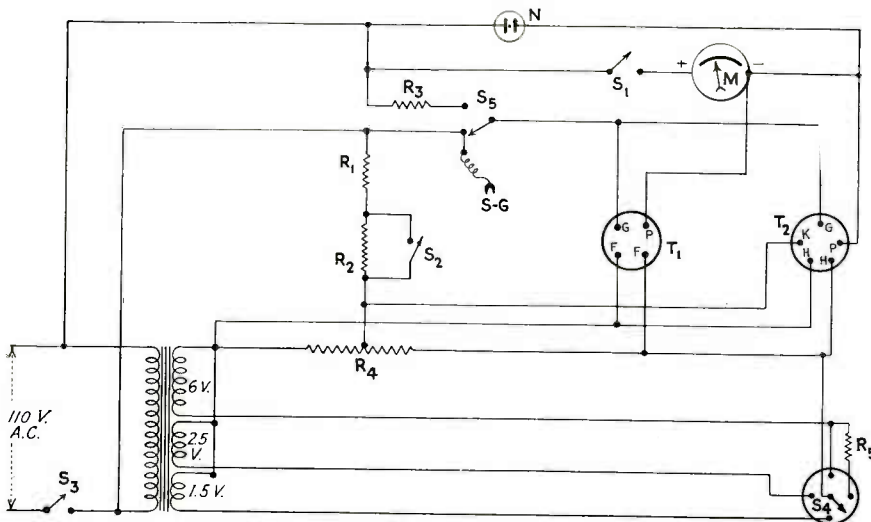 N
+ M −
S1
R3
S5
R1
S-G
R2
S2
G P
F F
T1
T2
K G
H H P
R4
110 V.
A.C.
6 V.
2.5
V.
1.5 V.
S3
R5
S4